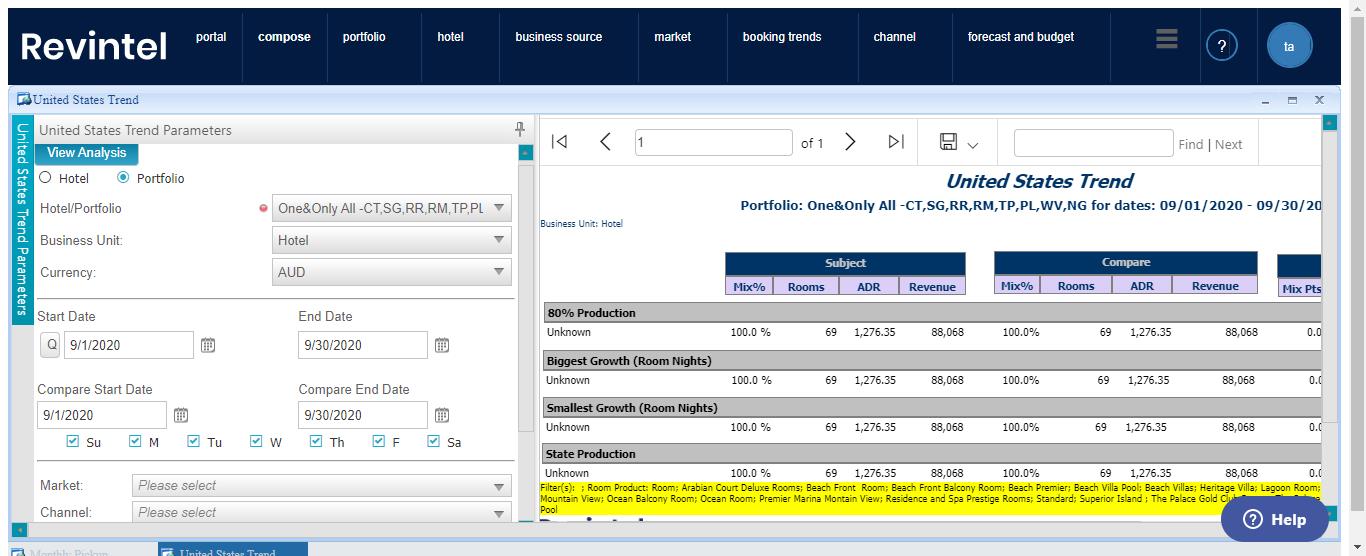 Revintel
portal compose portfolio hotel business source market booking trends channel forecast and budget ? ta
United States Trend
United States Trend Parameters
United States Trend Parameters
View Analysis
Hotel Portfolio
Hotel/Portfolio One&Only All -CT,SG,RR,RM,TP,PL
Business Unit: Hotel
Currency: AUD
Start Date End Date
Q 9/1/2020 9/30/2020
Compare Start Date Compare End Date
9/1/2020 9/30/2020
Su M Tu W Th F Sa
Market: Please select
Channel: Please select
1 of 1 Find | Next
United States Trend
Portfolio: One&Only All -CT,SG,RR,RM,TP,PL,WV,NG for dates: 09/01/2020 - 09/30/20
Business Unit: Hotel
Subject Compare
Mix% Rooms ADR Revenue Mix% Rooms ADR Revenue Mix Pts
80% Production
Unknown 100.0 % 69 1,276.35 88,068 100.0% 69 1,276.35 88,068 0.0
Biggest Growth (Room Nights)
Unknown 100.0 % 69 1,276.35 88,068 100.0% 69 1,276.35 88,068 0.0
Smallest Growth (Room Nights)
Unknown 100.0 % 69 1,276.35 88,068 100.0% 69 1,276.35 88,068 0.0
State Production
Unknown 100.0 % 69 1,276.35 88,068 100.0% 69 1,276.35 88,068 0.0
Filter(s): ; Room Product: Room; Arabian Court Deluxe Rooms; Beach Front Room; Beach Front Balcony Room; Beach Premier; Beach Villa Pool; Beach Villas; Heritage Villa; Lagoon Room;
Mountain View; Ocean Balcony Room; Ocean Room; Premier Marina Montain View; Residence and Spa Prestige Rooms; Standard; Superior Island ; The Palace Gold Club
Pool
Help
Monthly Pickup United States Trend